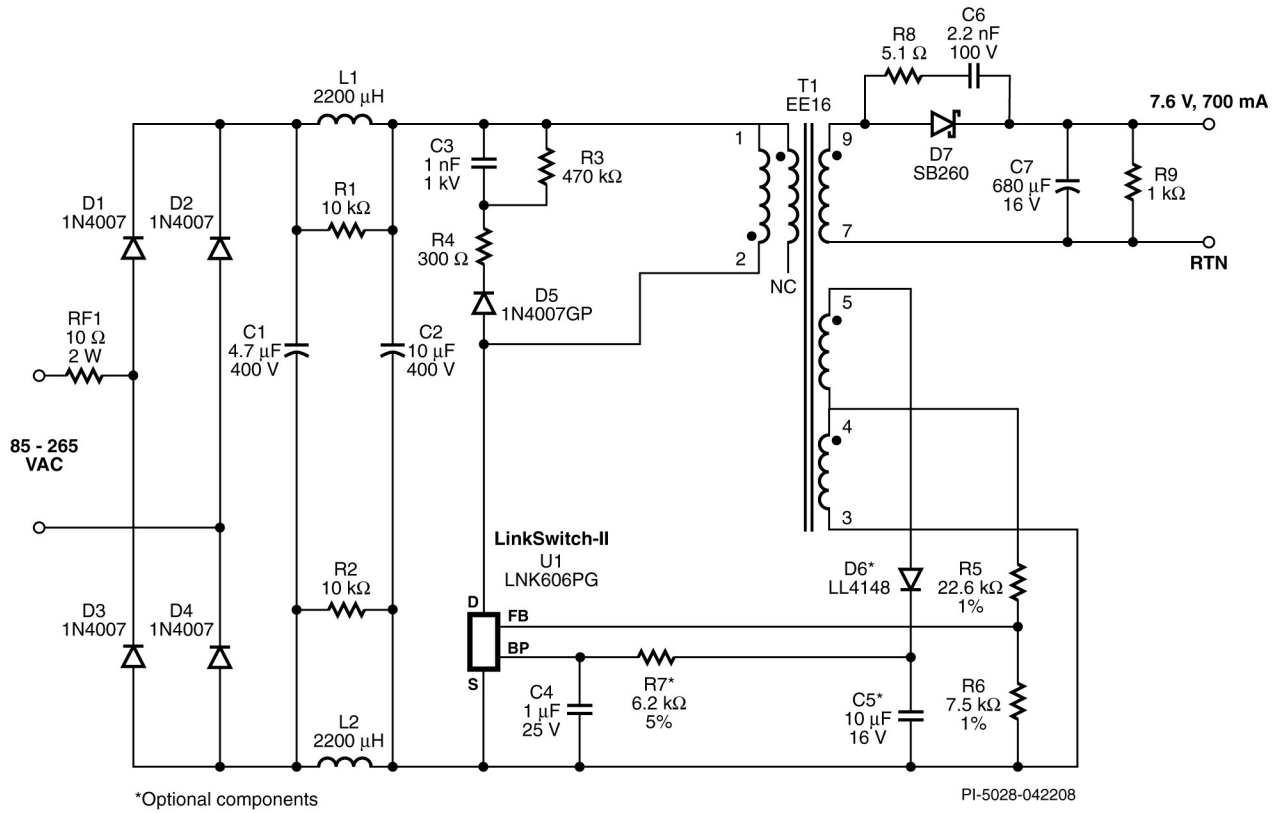 C6
2.2 nF
100 V
R8
5.1 Ω
L1
2200 μH
T1
EE16
7.6 V, 700 mA
1
9
C3
1 nF
1 kV
R3
470 kΩ
D7
SB260
C7
680 μF
16 V
R9
1 kΩ
D1
1N4007
D2
1N4007
R1
10 kΩ
R4
300 Ω
2
7
RTN
NC
D5
1N4007GP
5
RF1
10 Ω
2 W
C1
4.7 μF
400 V
C2
10 μF
400 V
85 - 265
VAC
4
3
LinkSwitch-II
U1
LNK606PG
R2
10 kΩ
D6*
LL4148
R5
22.6 kΩ
1%
D3
1N4007
D4
1N4007
D
FB
BP
S
C4
1 μF
25 V
R7*
6.2 kΩ
5%
C5*
10 μF
16 V
R6
7.5 kΩ
1%
L2
2200 μH
*Optional components
PI-5028-042208